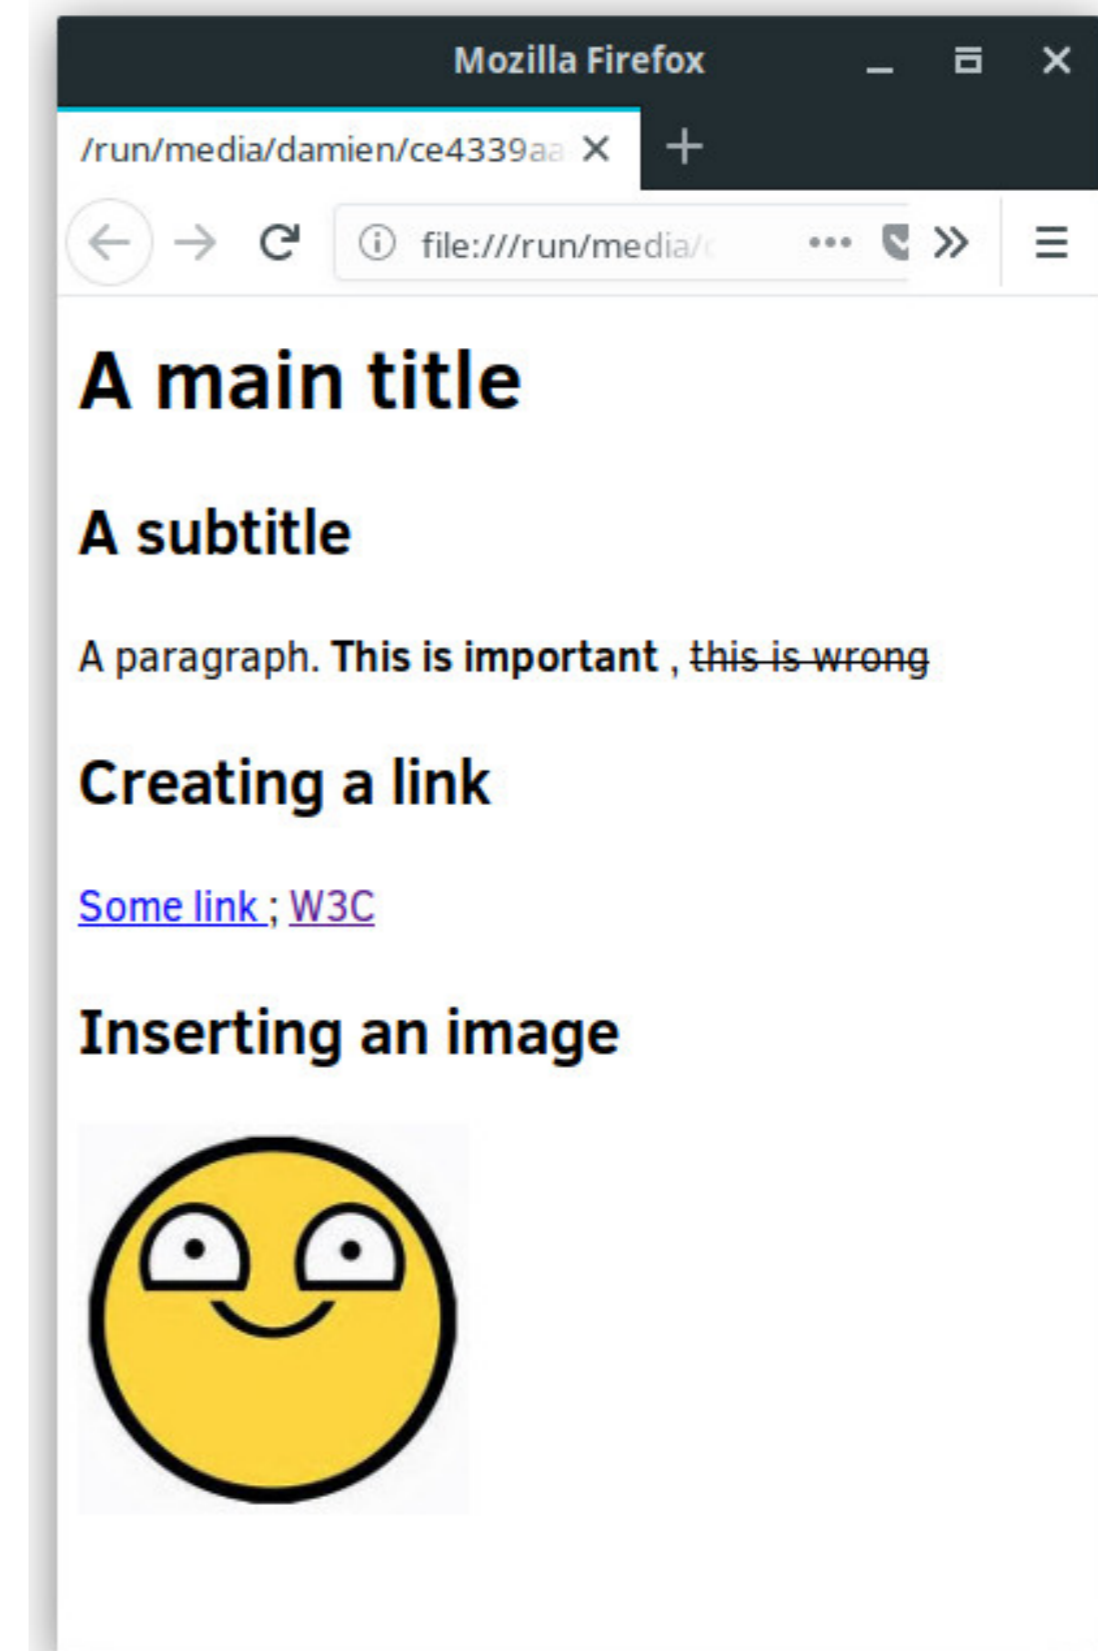 Mozilla Firefox
/run/media/damien/ce4339aa
file:///run/media/
A main title
A subtitle
A paragraph. This is important , this is wrong
Creating a link
Some link ; W3C
Inserting an image